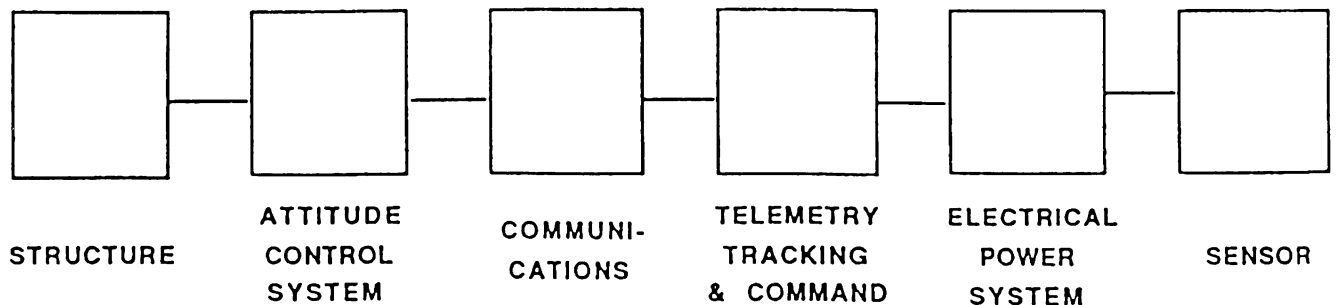 STRUCTURE
ATTITUDE
CONTROL
SYSTEM
COMMUNI-
CATIONS
TELEMETRY
TRACKING
& COMMAND
ELECTRICAL
POWER
SYSTEM
SENSOR